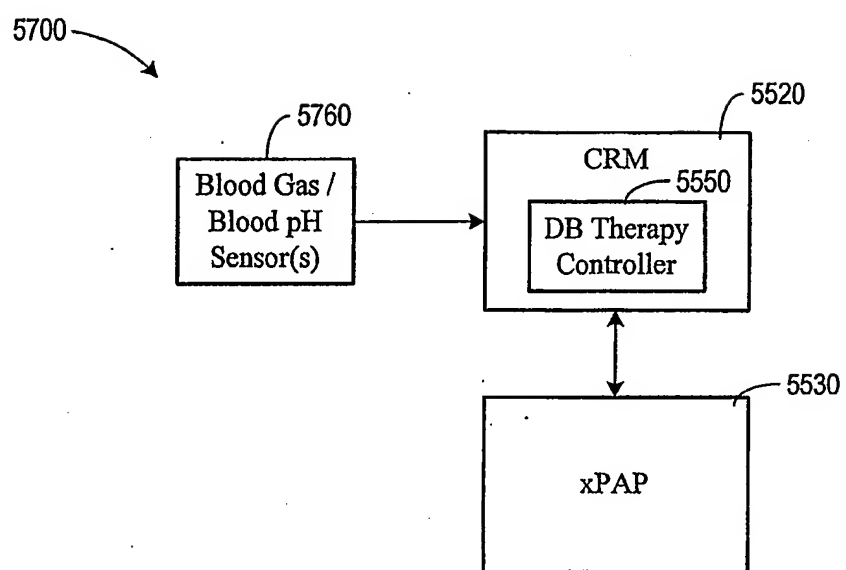 5700
5760
5520
Blood Gas /
Blood pH
Sensor(s)
CRM
5550
DB Therapy
Controller
5530
xPAP